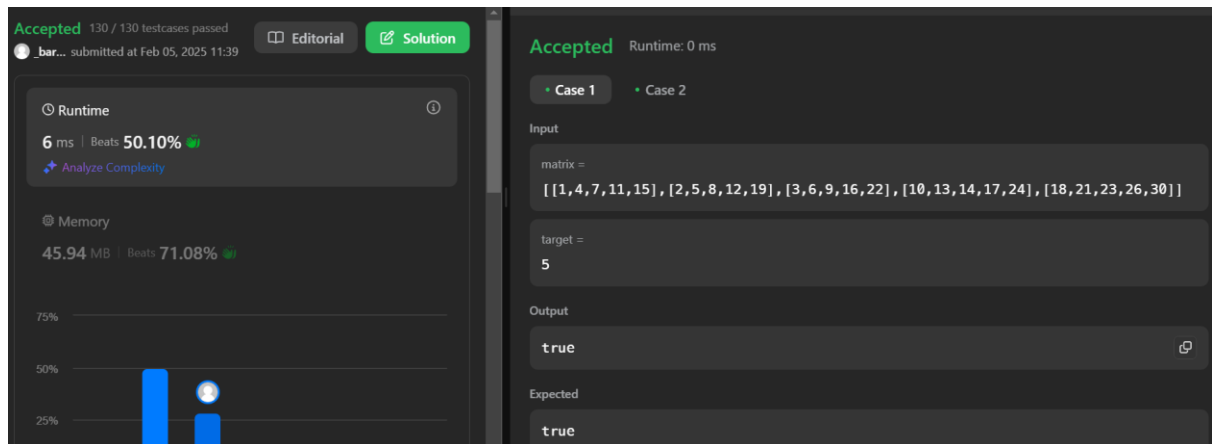 Accepted 130 / 130 testcases passed
_bar... submitted at Feb 05, 2025 11:39
Editorial
Solution
Runtime
6 ms | Beats 50.10%
Analyze Complexity
Memory
45.94 MB | Beats 71.08%
75%
50%
25%
Accepted Runtime: 0 ms
• Case 1 • Case 2
Input
matrix =
[[1,4,7,11,15],[2,5,8,12,19],[3,6,9,16,22],[10,13,14,17,24],[18,21,23,26,30]]
target =
5
Output
true
Expected
true